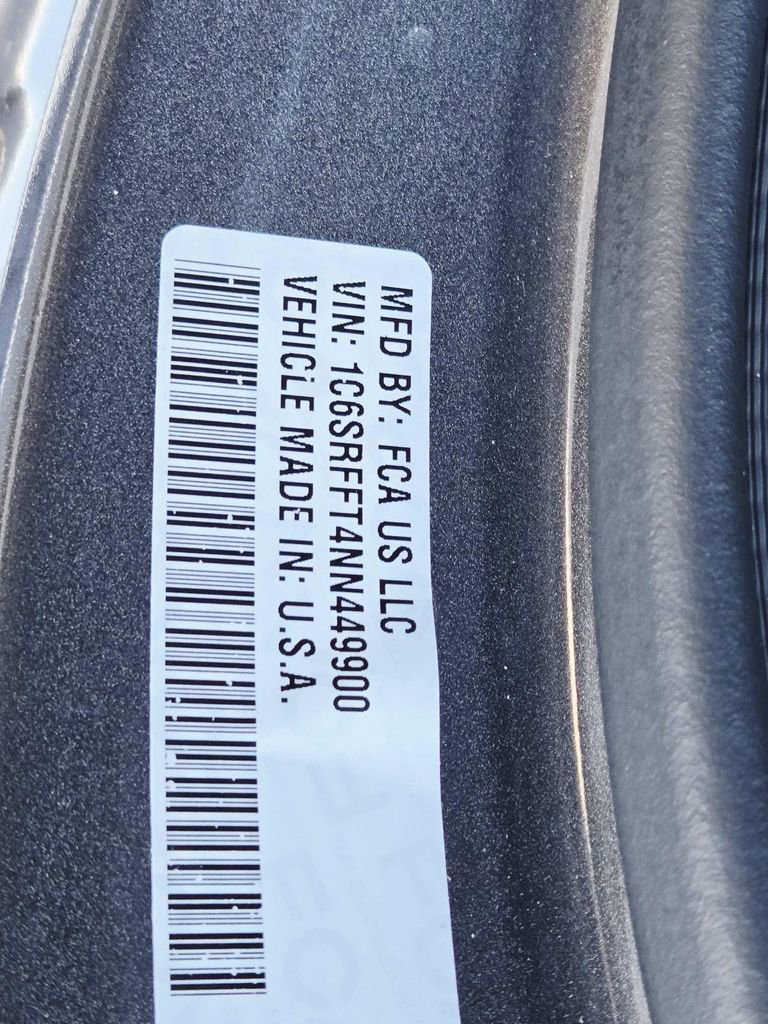 MFD BY: FCA US LLC
VIN: 1C6SRFFT4NN449900
VEHICLE MADE IN: U.S.A.